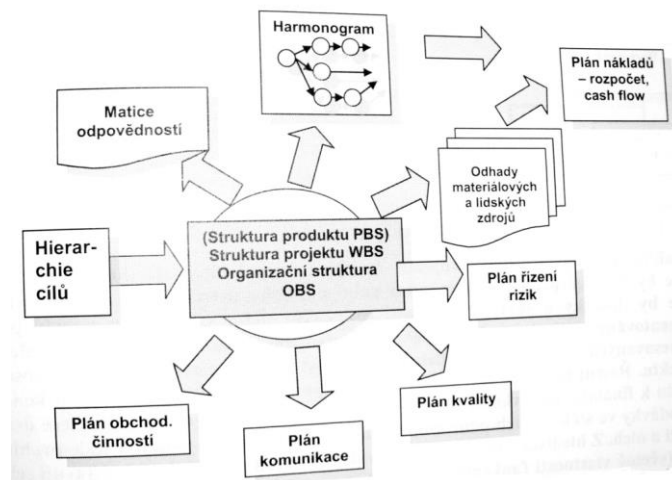 Harmonogram
Plán nákladů
– rozpočet,
cash flow
Matice
odpovědností
Odhady
materiálových
a lidských
zdrojů
(Struktura produktu PBS)
Struktura projektu WBS
Organizační struktura
OBS
Hierar-
chie
cílů
Plán řízení
rizik
Plán kvality
Plán obchod.
činností
Plán
komunikace